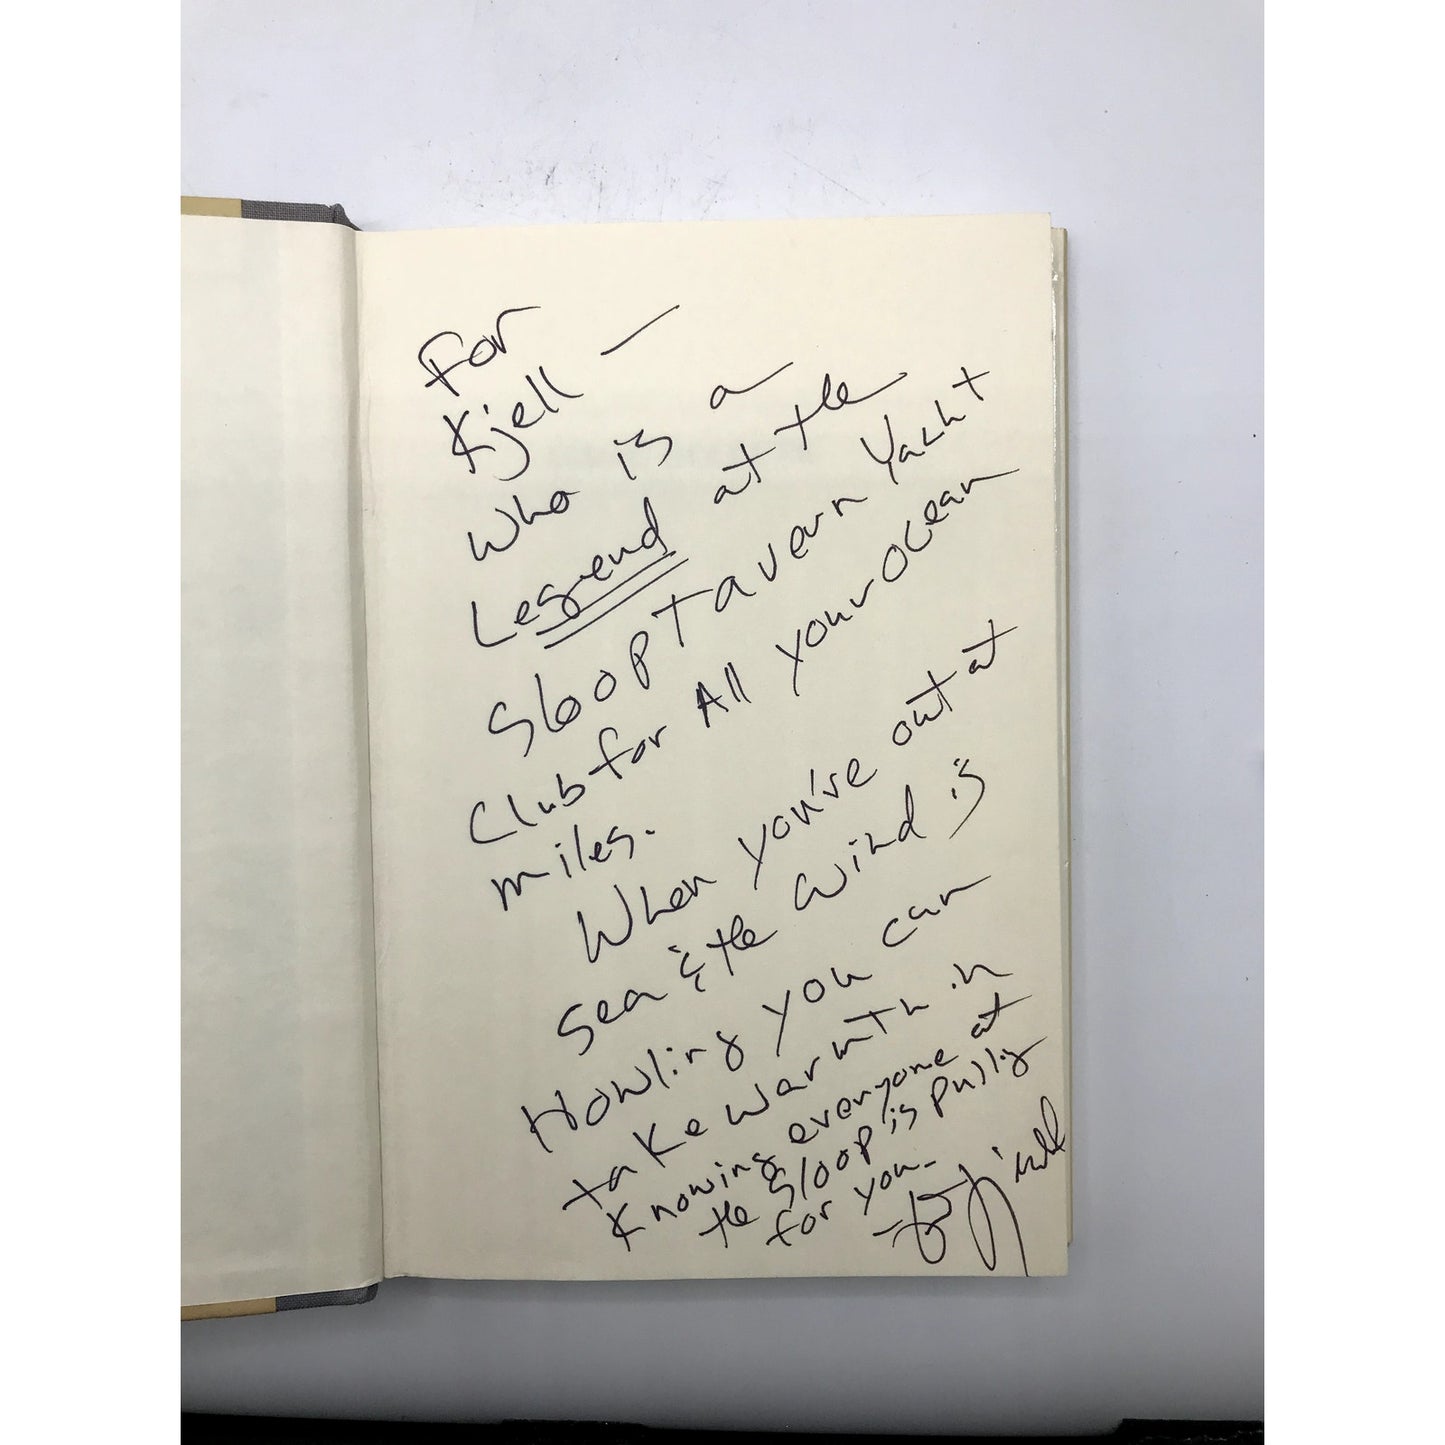 For
Kjell —
who is a
Legend at the
Sloop Tavern Yacht
Club for All your ocean
miles.
When you're out at
sea & the wind is
Howling you can
take warmth in
Knowing everyone at
the Sloop is pulling
for you.